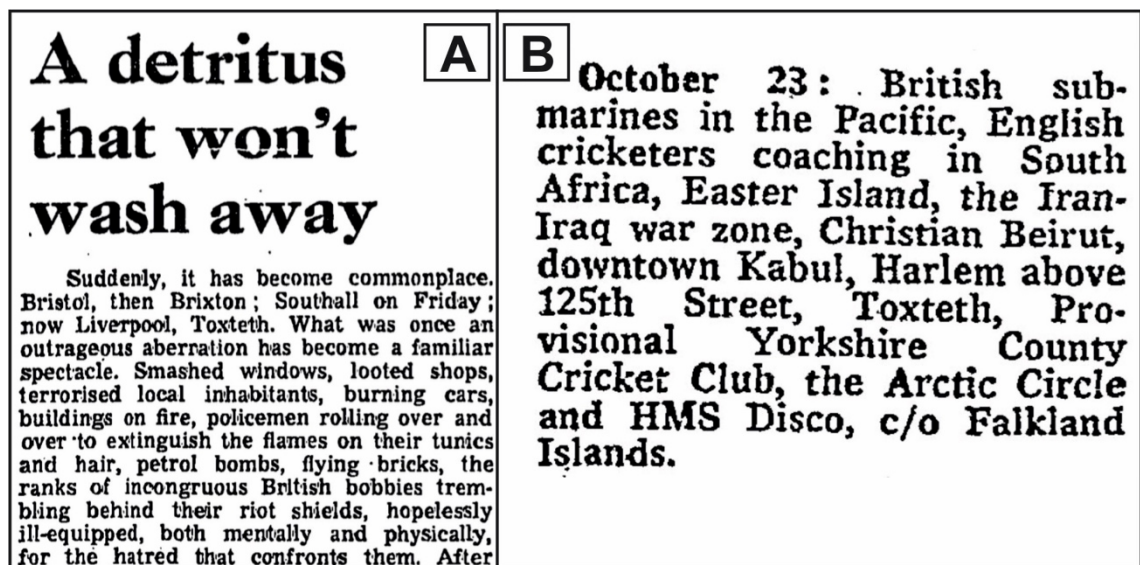 A detritus
that won't
wash away
A
Suddenly, it has become commonplace.
Bristol, then Brixton; Southall on Friday;
now Liverpool, Toxteth. What was once an
outrageous aberration has become a familiar
spectacle. Smashed windows, looted shops,
terrorised local inhabitants, burning cars,
buildings on fire, policemen rolling over and
over to extinguish the flames on their tunics
and hair, petrol bombs, flying bricks, the
ranks of incongruous British bobbies trem-
bling behind their riot shields, hopelessly
ill-equipped, both mentally and physically,
for the hatred that confronts them. After
B
October 23: British sub-
marines in the Pacific, English
cricketers coaching in South
Africa, Easter Island, the Iran-
Iraq war zone, Christian Beirut,
downtown Kabul, Harlem above
125th Street, Toxteth, Pro-
visional Yorkshire County
Cricket Club, the Arctic Circle
and HMS Disco, c/o Falkland
Islands.